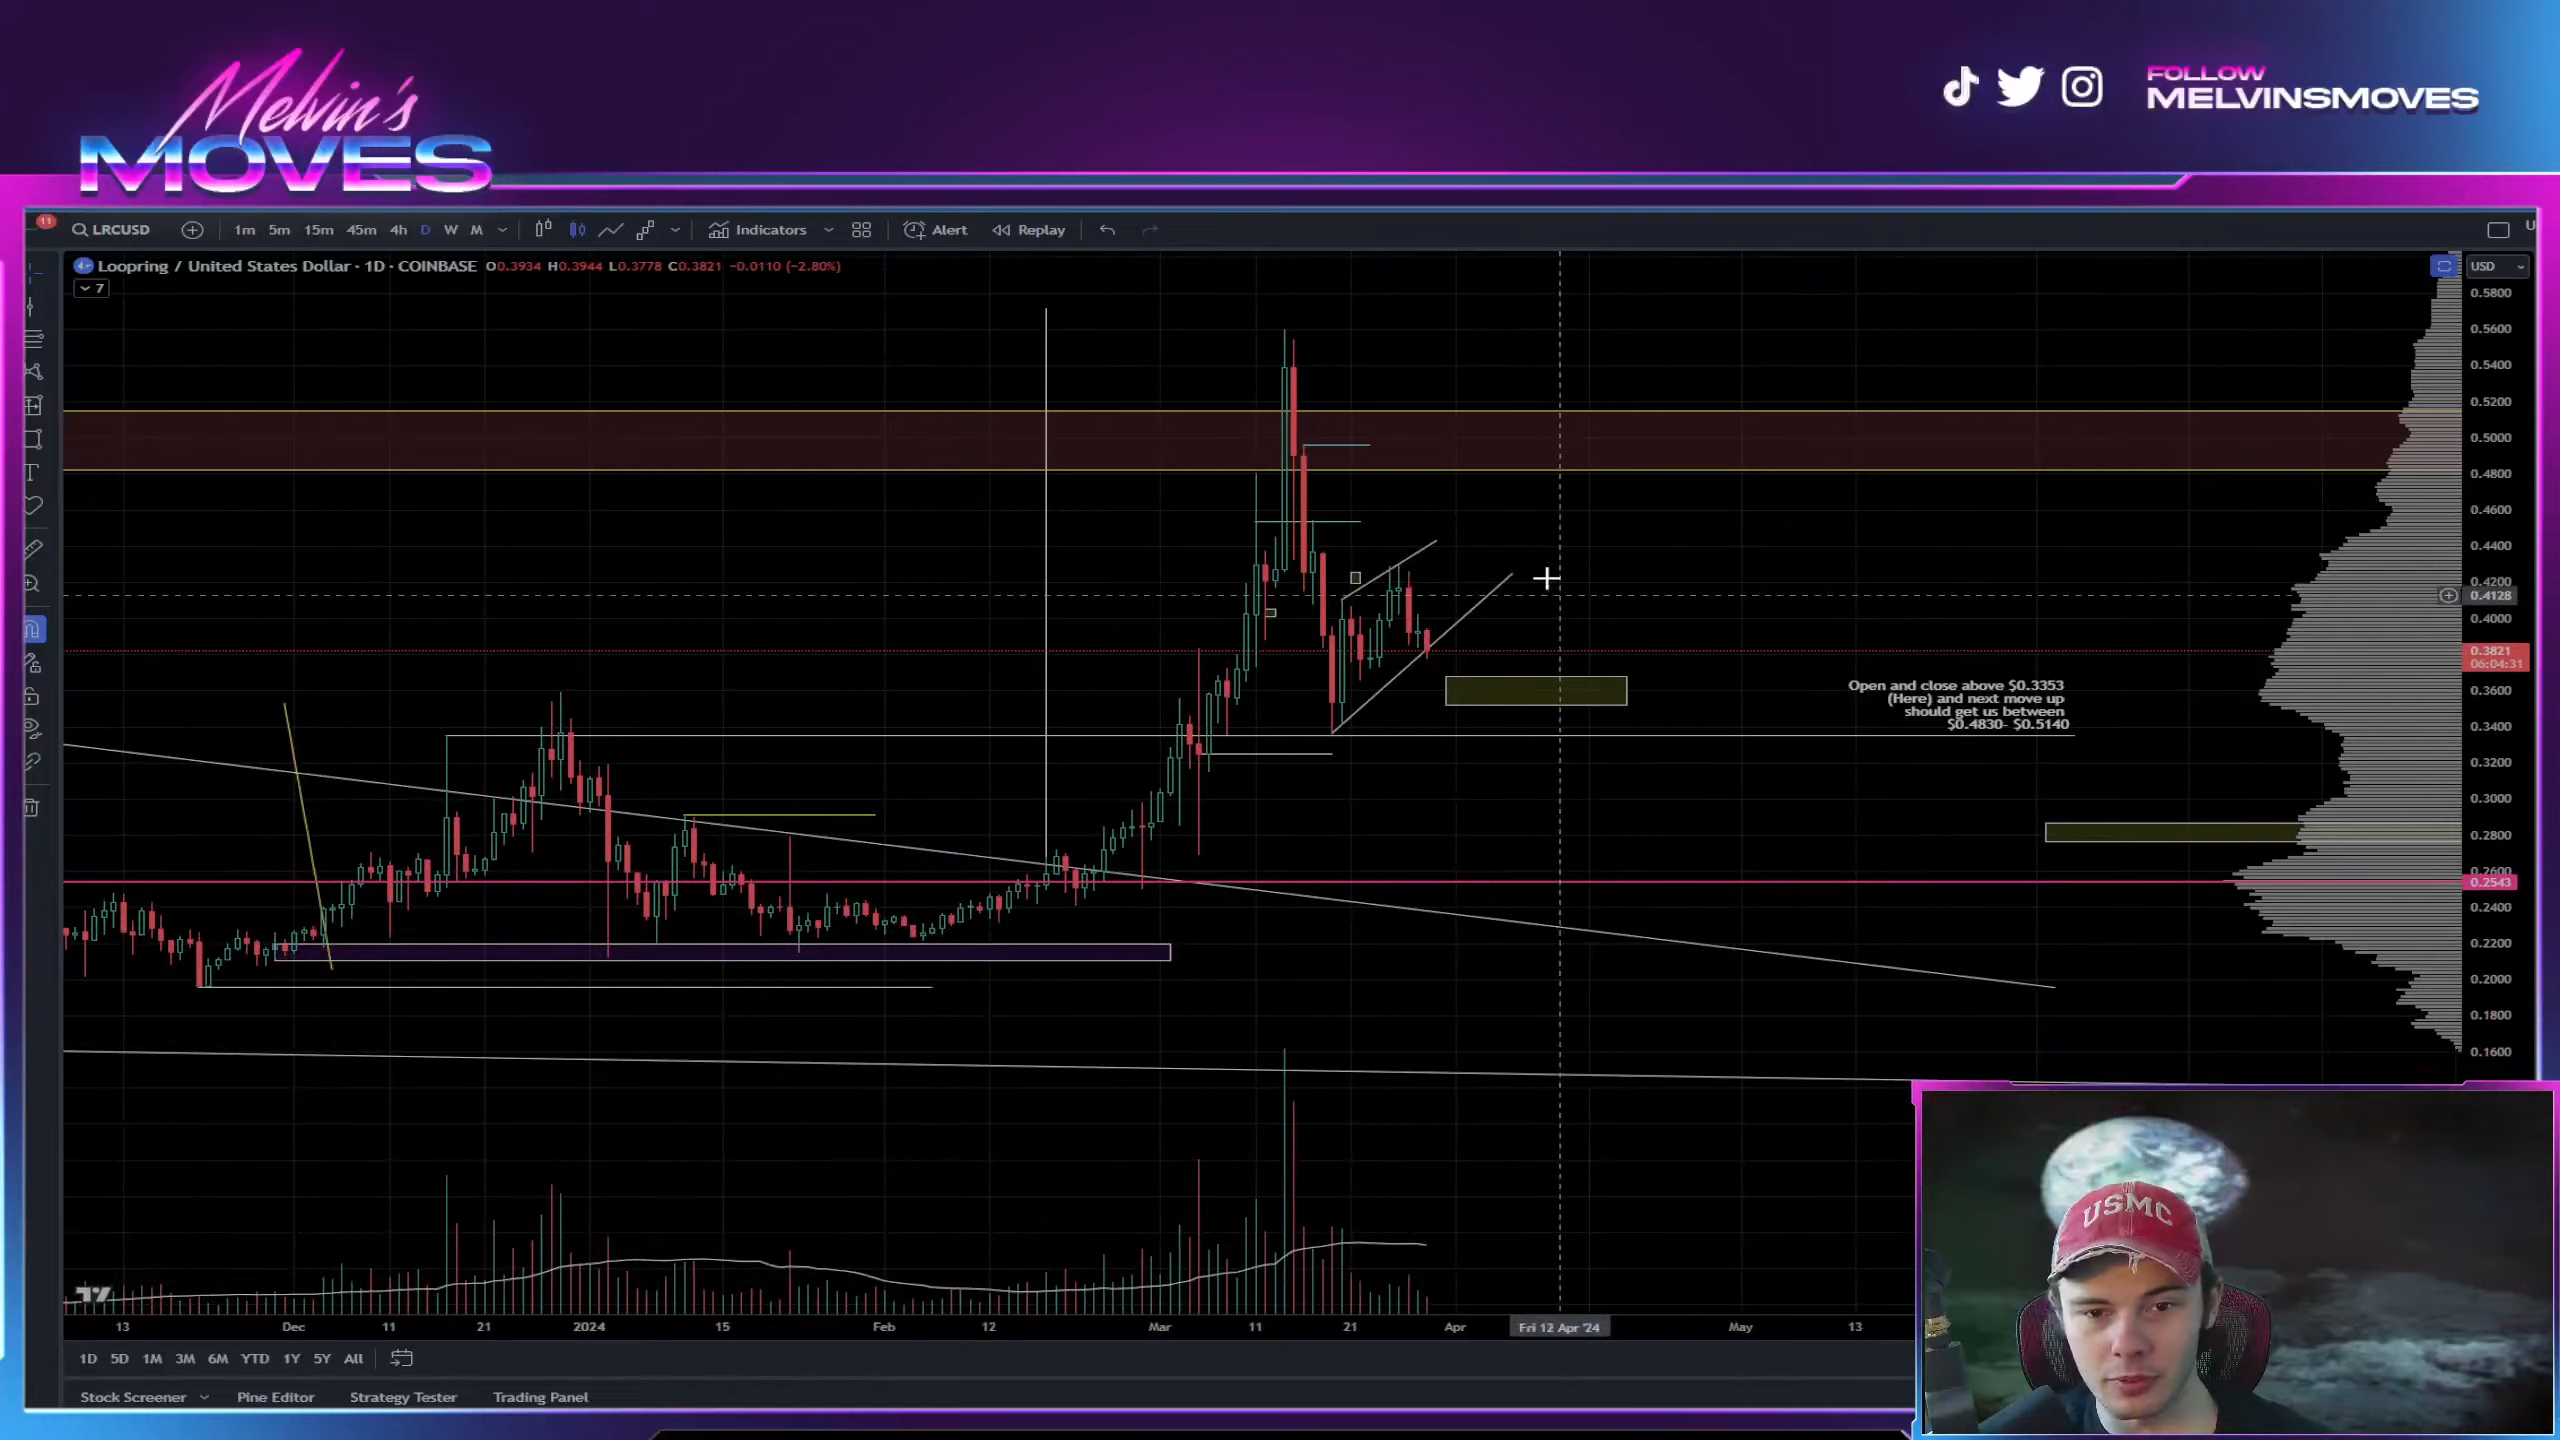 Melvin's
MOVES
FOLLOW
MELVINSMOVES
11
LRCUSD
1m 5m 15m 45m 4h D W M
Indicators
Alert
Replay
U
Loopring / United States Dollar · 1D · COINBASE O0.3934 H0.3944 L0.3778 C0.3821 −0.0110 (−2.80%)
7
USD
0.5800
0.5600
0.5400
0.5200
0.5000
0.4800
0.4600
0.4400
0.4200
0.4128
0.4000
0.3821
06:04:31
0.3600
0.3400
0.3200
0.3000
0.2800
0.2600
0.2543
0.2400
0.2200
0.2000
0.1800
0.1600
Open and close above $0.3353
(Here) and next move up
should get us between
$0.4830- $0.5140
13 Dec 11 21 2024 15 Feb 12 Mar 11 21 Apr Fri 12 Apr '24 May 13
1D 5D 1M 3M 6M YTD 1Y 5Y All
Stock Screener Pine Editor Strategy Tester Trading Panel
USMC